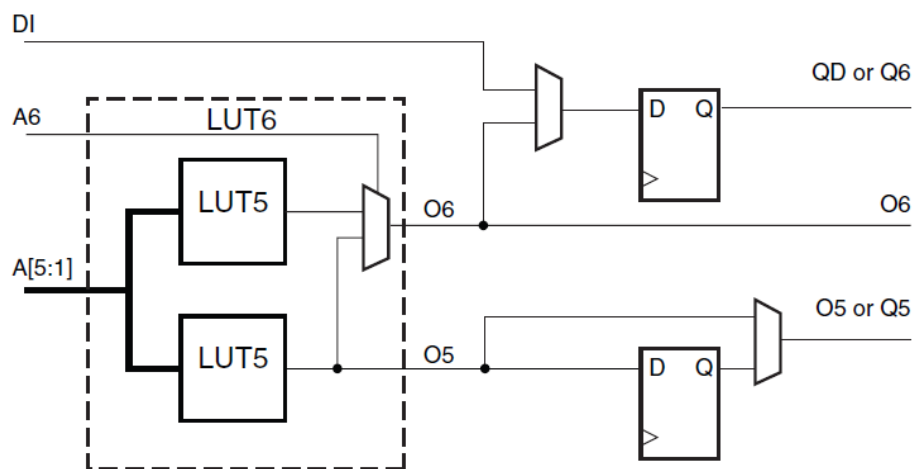 DI
QD or Q6
D Q
A6
LUT6
LUT5
O6
O6
A[5:1]
O5 or Q5
LUT5
O5
D Q